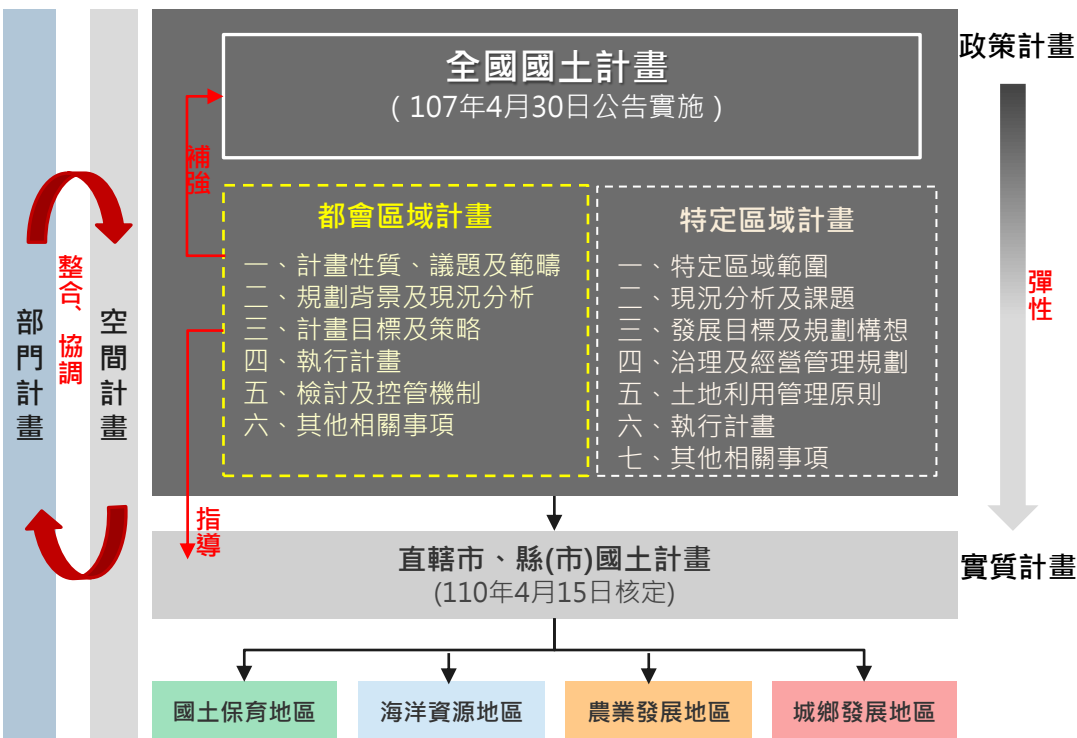 全國國土計畫
（107年4月30日公告實施）
政策計畫
補強
都會區域計畫
一、計畫性質、議題及範疇
二、規劃背景及現況分析
三、計畫目標及策略
四、執行計畫
五、檢討及控管機制
六、其他相關事項
特定區域計畫
一、特定區域範圍
二、現況分析及課題
三、發展目標及規劃構想
四、治理及經營管理規劃
五、土地利用管理原則
六、執行計畫
七、其他相關事項
彈性
部門計畫
整合、協調
空間計畫
指導
直轄市、縣(市)國土計畫
(110年4月15日核定)
實質計畫
國土保育地區
海洋資源地區
農業發展地區
城鄉發展地區